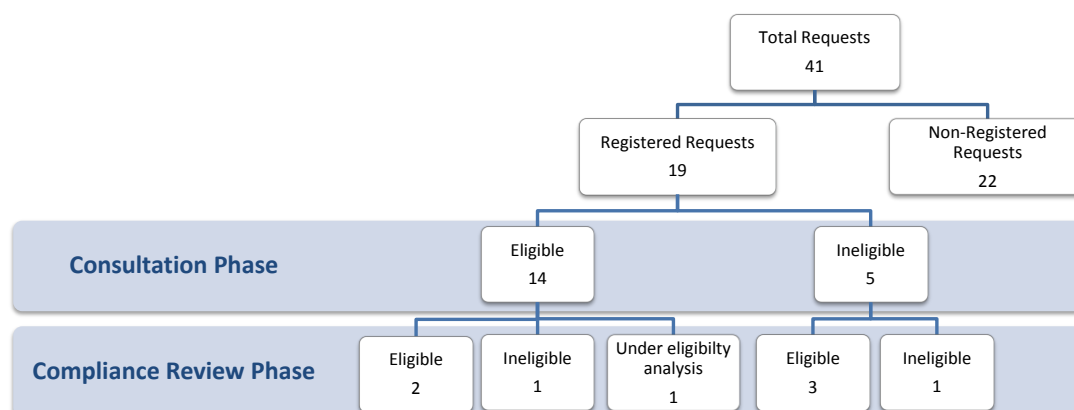 Total Requests
41
Registered Requests
19
Non-Registered
Requests
22
Consultation Phase
Eligible
14
Ineligible
5
Compliance Review Phase
Eligible
2
Ineligible
1
Under eligibilty
analysis
1
Eligible
3
Ineligible
1